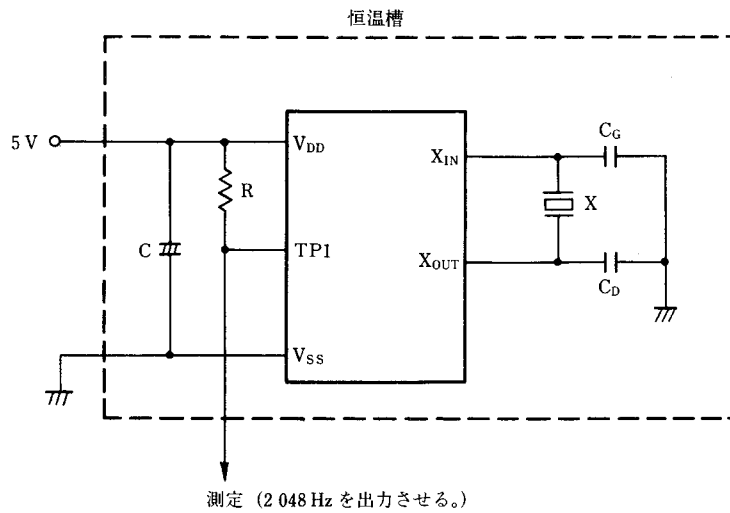 恒温槽
5 V
V_DD
X_IN
C_G
R
X
C
TP1
X_OUT
C_D
V_SS
測定 (2 048 Hz を出力させる。)